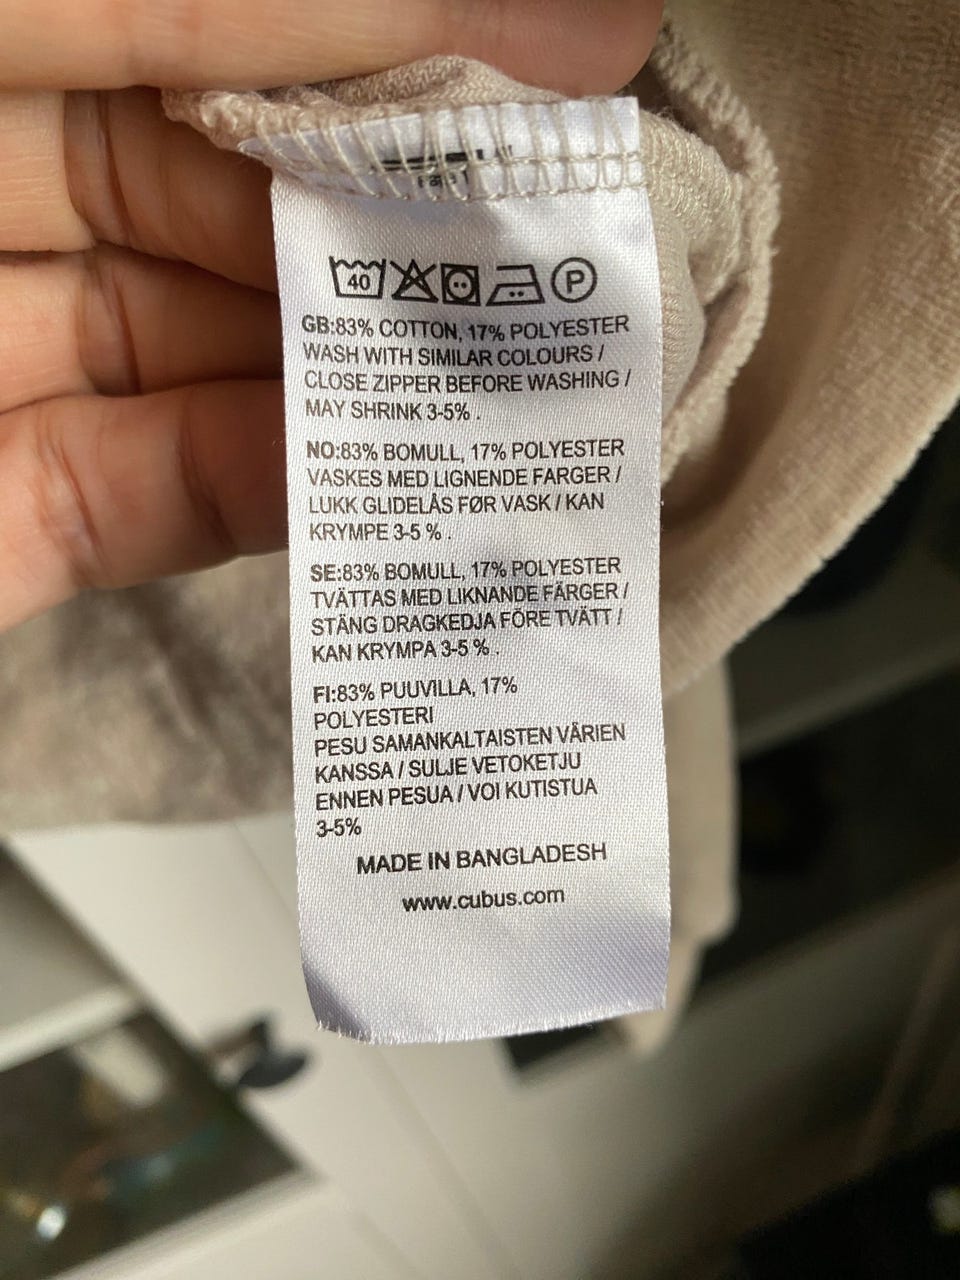 40 P
GB:83% COTTON, 17% POLYESTER
WASH WITH SIMILAR COLOURS /
CLOSE ZIPPER BEFORE WASHING /
MAY SHRINK 3-5% .
NO:83% BOMULL, 17% POLYESTER
VASKES MED LIGNENDE FARGER /
LUKK GLIDELÅS FØR VASK / KAN
KRYMPE 3-5 % .
SE:83% BOMULL, 17% POLYESTER
TVÄTTAS MED LIKNANDE FÄRGER /
STÄNG DRAGKEDJA FÖRE TVÄTT /
KAN KRYMPA 3-5 % .
FI:83% PUUVILLA, 17%
POLYESTERI
PESU SAMANKALTAISTEN VÄRIEN
KANSSA / SULJE VETOKETJU
ENNEN PESUA / VOI KUTISTUA
3-5%
MADE IN BANGLADESH
www.cubus.com